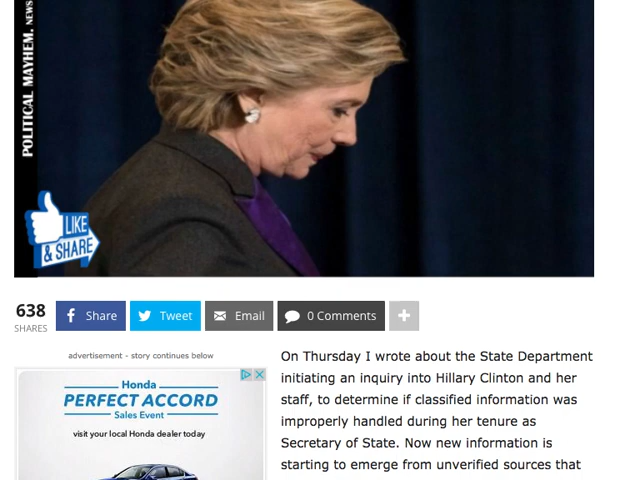 POLITICAL MAYHEM. NEWS
LIKE
& SHARE
638
SHARES
Share
Tweet
Email
0 Comments
advertisement - story continues below
Honda
PERFECT ACCORD
Sales Event
visit your local Honda dealer today
On Thursday I wrote about the State Department
initiating an inquiry into Hillary Clinton and her
staff, to determine if classified information was
improperly handled during her tenure as
Secretary of State. Now new information is
starting to emerge from unverified sources that